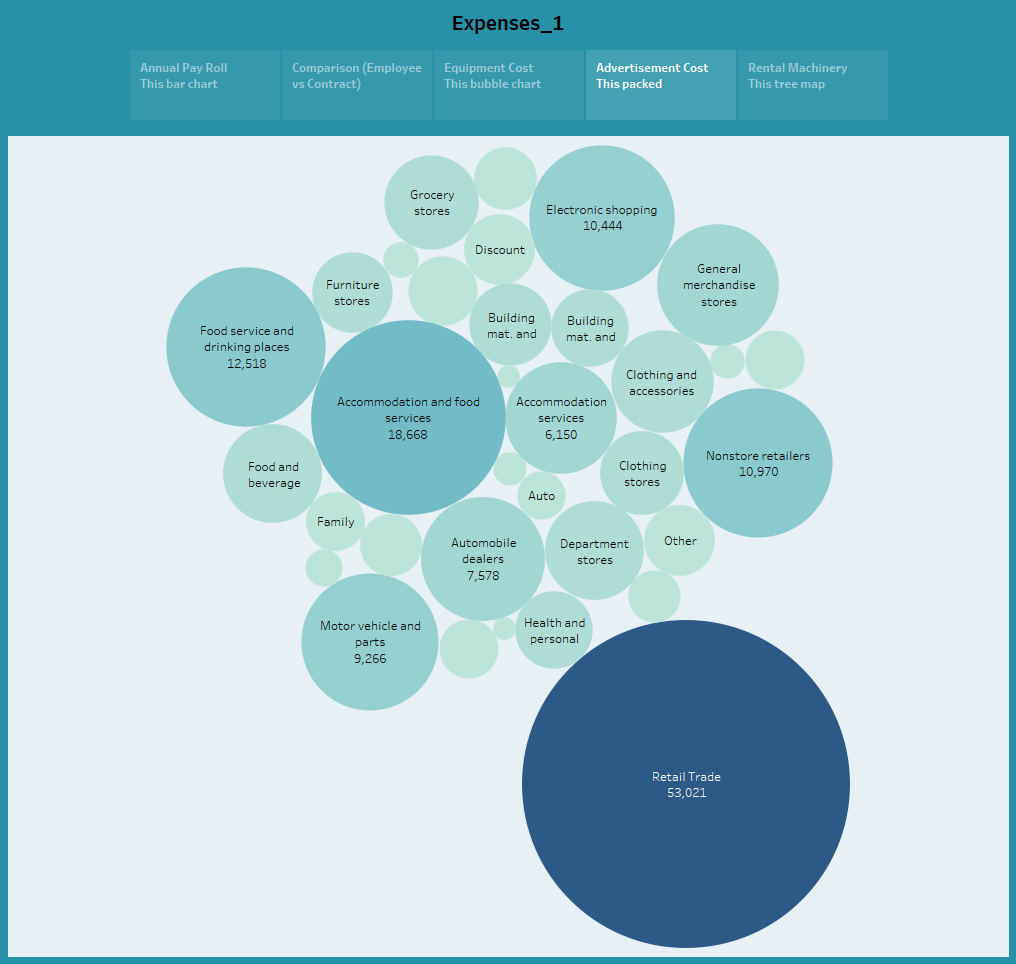 Expenses_1
Annual Pay Roll
This bar chart
Comparison (Employee
vs Contract)
Equipment Cost
This bubble chart
Advertisement Cost
This packed
Rental Machinery
This tree map
Grocery
stores
Electronic shopping
10,444
Discount
General
merchandise
stores
Furniture
stores
Building
mat. and
Building
mat. and
Food service and
drinking places
12,518
Clothing and
accessories
Accommodation and food
services
18,668
Accommodation
services
6,150
Nonstore retailers
10,970
Food and
beverage
Clothing
stores
Auto
Family
Automobile
dealers
7,578
Department
stores
Other
Motor vehicle and
parts
9,266
Health and
personal
Retail Trade
53,021